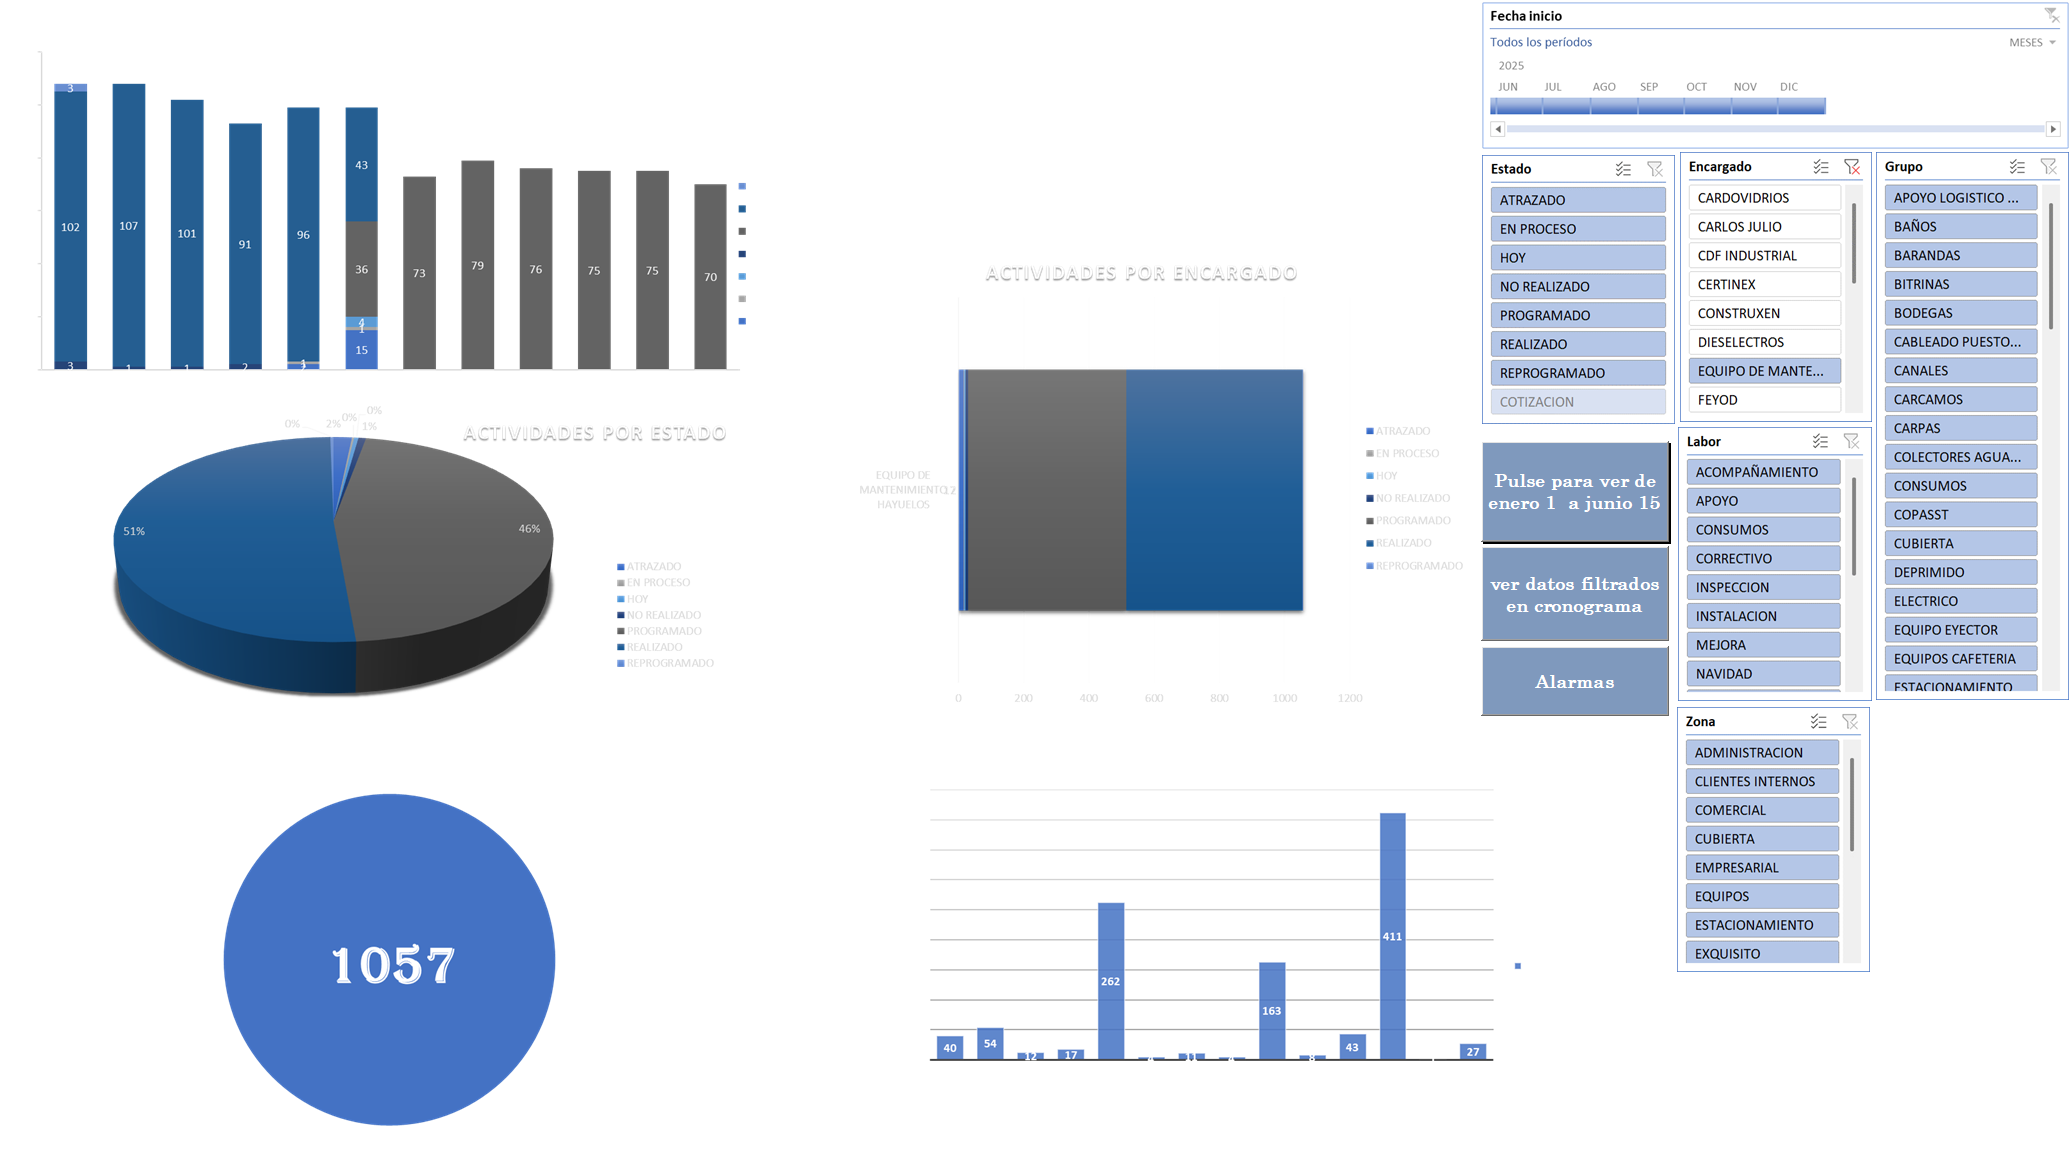 3
102
107
101
91
96
43
36
4
1
15
73
79
76
75
75
70
3
1
1
2
1
ACTIVIDADES POR ESTADO
0%
2%
0%
0%
1%
51%
46%
ATRAZADO
EN PROCESO
HOY
NO REALIZADO
PROGRAMADO
REALIZADO
REPROGRAMADO
1057
ACTIVIDADES POR ENCARGADO
EQUIPO DE
MANTENIMIENTO
HAYUELOS
0 200 400 600 800 1000 1200
ATRAZADO
EN PROCESO
HOY
NO REALIZADO
PROGRAMADO
REALIZADO
REPROGRAMADO
40
54
12
17
262
4
11
4
163
8
43
411
27
Fecha inicio
Todos los períodos
MESES
2025
JUN JUL AGO SEP OCT NOV DIC
Estado
ATRAZADO
EN PROCESO
HOY
NO REALIZADO
PROGRAMADO
REALIZADO
REPROGRAMADO
COTIZACION
Pulse para ver de
enero 1 a junio 15
ver datos filtrados
en cronograma
Alarmas
Encargado
CARDOVIDRIOS
CARLOS JULIO
CDF INDUSTRIAL
CERTINEX
CONSTRUXEN
DIESELECTROS
EQUIPO DE MANTE...
FEYOD
Labor
ACOMPAÑAMIENTO
APOYO
CONSUMOS
CORRECTIVO
INSPECCION
INSTALACION
MEJORA
NAVIDAD
Zona
ADMINISTRACION
CLIENTES INTERNOS
COMERCIAL
CUBIERTA
EMPRESARIAL
EQUIPOS
ESTACIONAMIENTO
EXQUISITO
Grupo
APOYO LOGISTICO ...
BAÑOS
BARANDAS
BITRINAS
BODEGAS
CABLEADO PUESTO...
CANALES
CARCAMOS
CARPAS
COLECTORES AGUA...
CONSUMOS
COPASST
CUBIERTA
DEPRIMIDO
ELECTRICO
EQUIPO EYECTOR
EQUIPOS CAFETERIA
ESTACIONAMIENTO